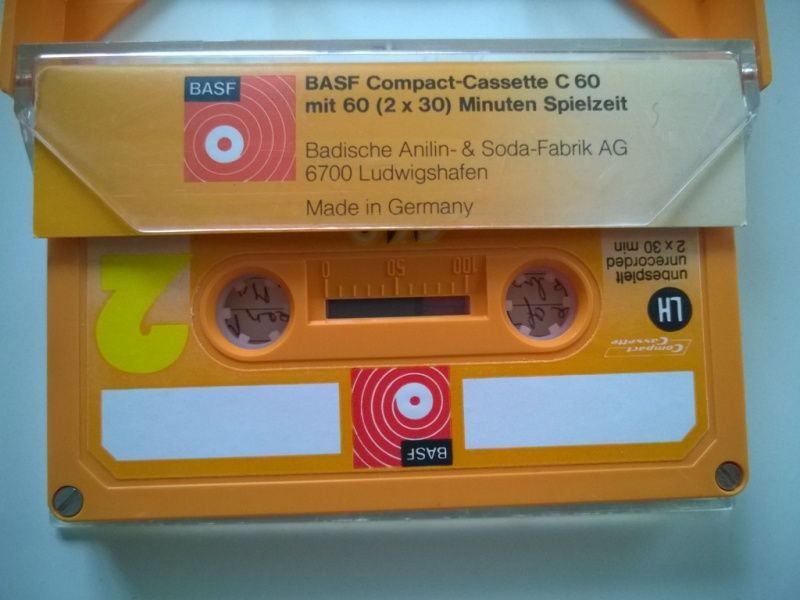 BASF
BASF Compact-Cassette C 60
mit 60 (2 x 30) Minuten Spielzeit
Badische Anilin- & Soda-Fabrik AG
6700 Ludwigshafen
Made in Germany
2
0 50 100
unbespielt
unrecorded
2 x 30 min
LH
Compact
Cassette
BASF